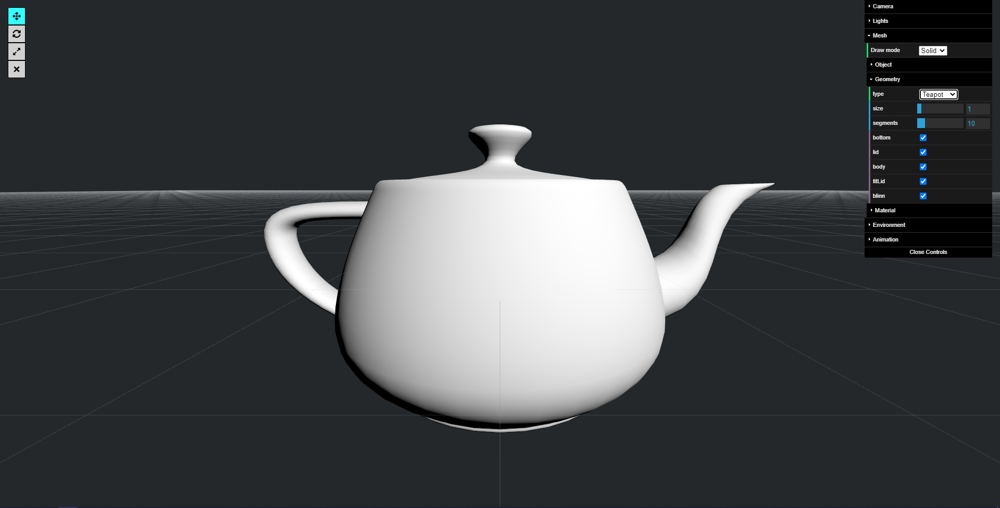 Camera
Lights
Mesh
Draw mode Solid
Object
Geometry
type Teapot
size 1
segments 10
bottom
lid
body
fitLid
blinn
Material
Environment
Animation
Close Controls